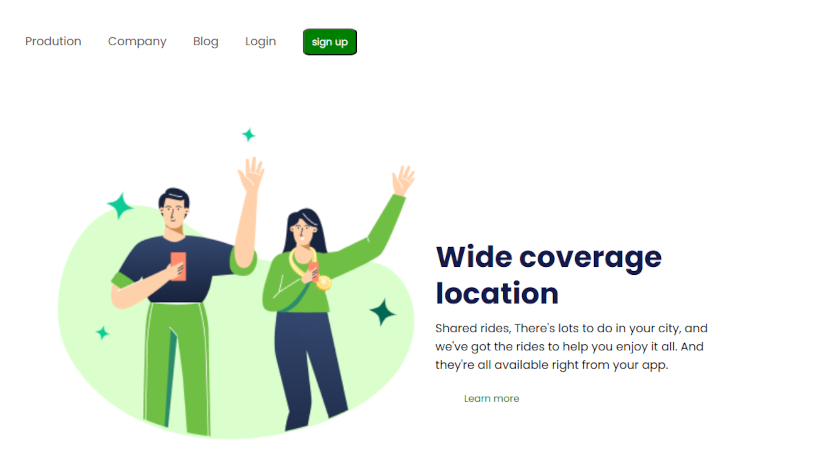 Prodution
Company
Blog
Login
sign up
Wide coverage
location
Shared rides, There's lots to do in your city, and
we've got the rides to help you enjoy it all. And
they're all available right from your app.
Learn more